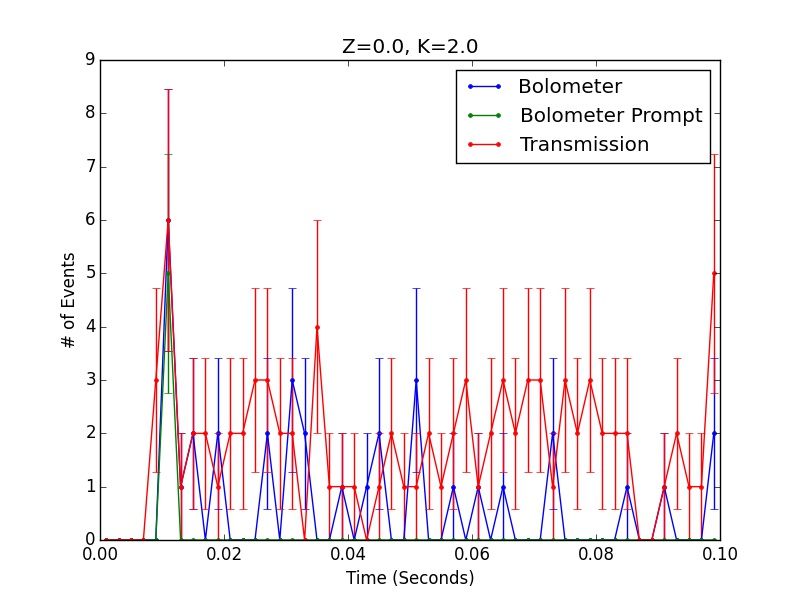 Z=0.0, K=2.0
9
8
7
6
5
4
3
2
1
0
# of Events
Bolometer
Bolometer Prompt
Transmission
0.00 0.02 0.04 0.06 0.08 0.10
Time (Seconds)